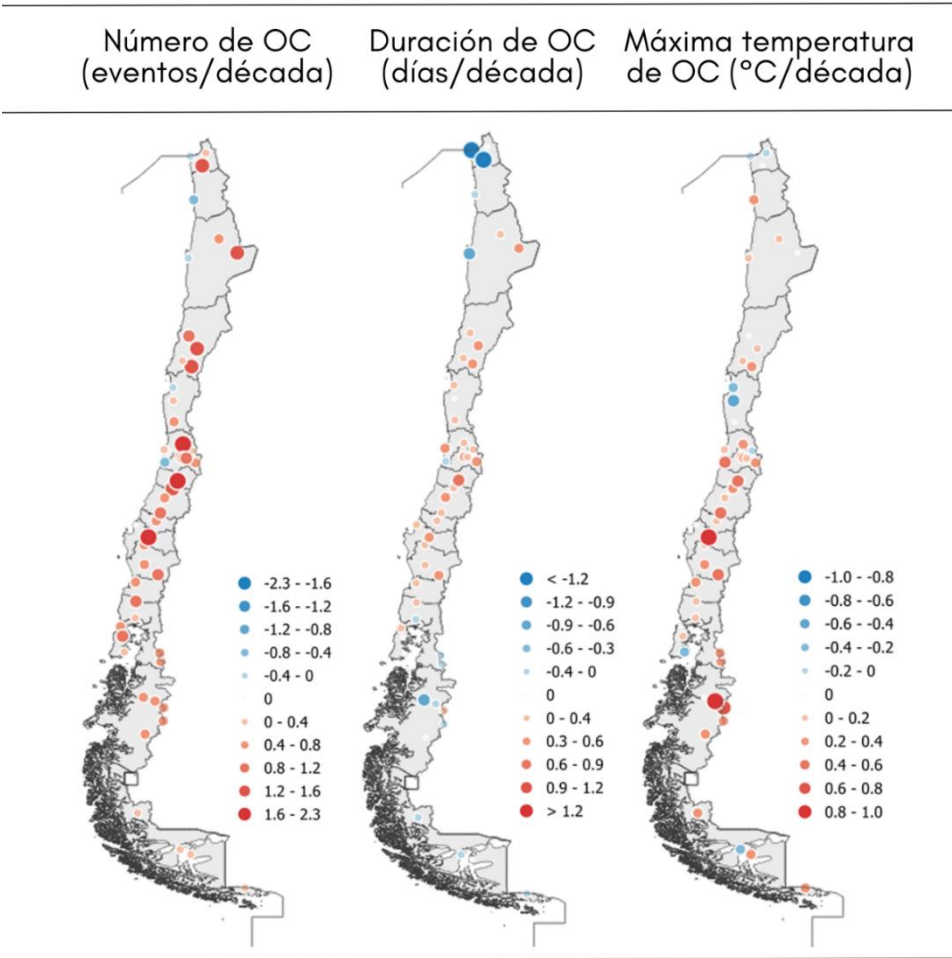 Número de OC
(eventos/década)
Duración de OC
(días/década)
Máxima temperatura
de OC (°C/década)
-2.3 - -1.6
-1.6 - -1.2
-1.2 - -0.8
-0.8 - -0.4
-0.4 - 0
0
0 - 0.4
0.4 - 0.8
0.8 - 1.2
1.2 - 1.6
1.6 - 2.3
< -1.2
-1.2 - -0.9
-0.9 - -0.6
-0.6 - -0.3
-0.4 - 0
0
0 - 0.4
0.3 - 0.6
0.6 - 0.9
0.9 - 1.2
> 1.2
-1.0 - -0.8
-0.8 - -0.6
-0.6 - -0.4
-0.4 - -0.2
-0.2 - 0
0
0 - 0.2
0.2 - 0.4
0.4 - 0.6
0.6 - 0.8
0.8 - 1.0